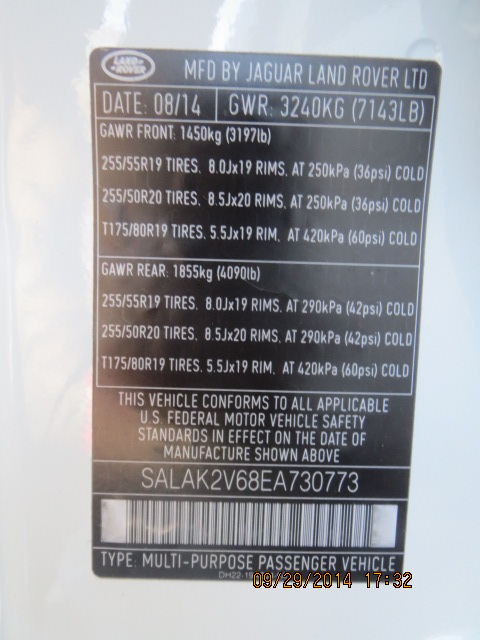 LAND ROVER
MFD BY JAGUAR LAND ROVER LTD
DATE: 08/14 GWR: 3240KG (7143LB)
GAWR FRONT: 1450kg (3197lb)
255/55R19 TIRES. 8.0Jx19 RIMS. AT 250kPa (36psi) COLD
255/50R20 TIRES. 8.5Jx20 RIMS. AT 250kPa (36psi) COLD
T175/80R19 TIRES. 5.5Jx19 RIM. AT 420kPa (60psi) COLD
GAWR REAR: 1855kg (4090lb)
255/55R19 TIRES. 8.0Jx19 RIMS. AT 290kPa (42psi) COLD
255/50R20 TIRES. 8.5Jx20 RIMS. AT 290kPa (42psi) COLD
T175/80R19 TIRES. 5.5Jx19 RIM. AT 420kPa (60psi) COLD
THIS VEHICLE CONFORMS TO ALL APPLICABLE
U.S. FEDERAL MOTOR VEHICLE SAFETY
STANDARDS IN EFFECT ON THE DATE OF
MANUFACTURE SHOWN ABOVE
SALAK2V68EA730773
TYPE: MULTI-PURPOSE PASSENGER VEHICLE
09/29/2014 17:32